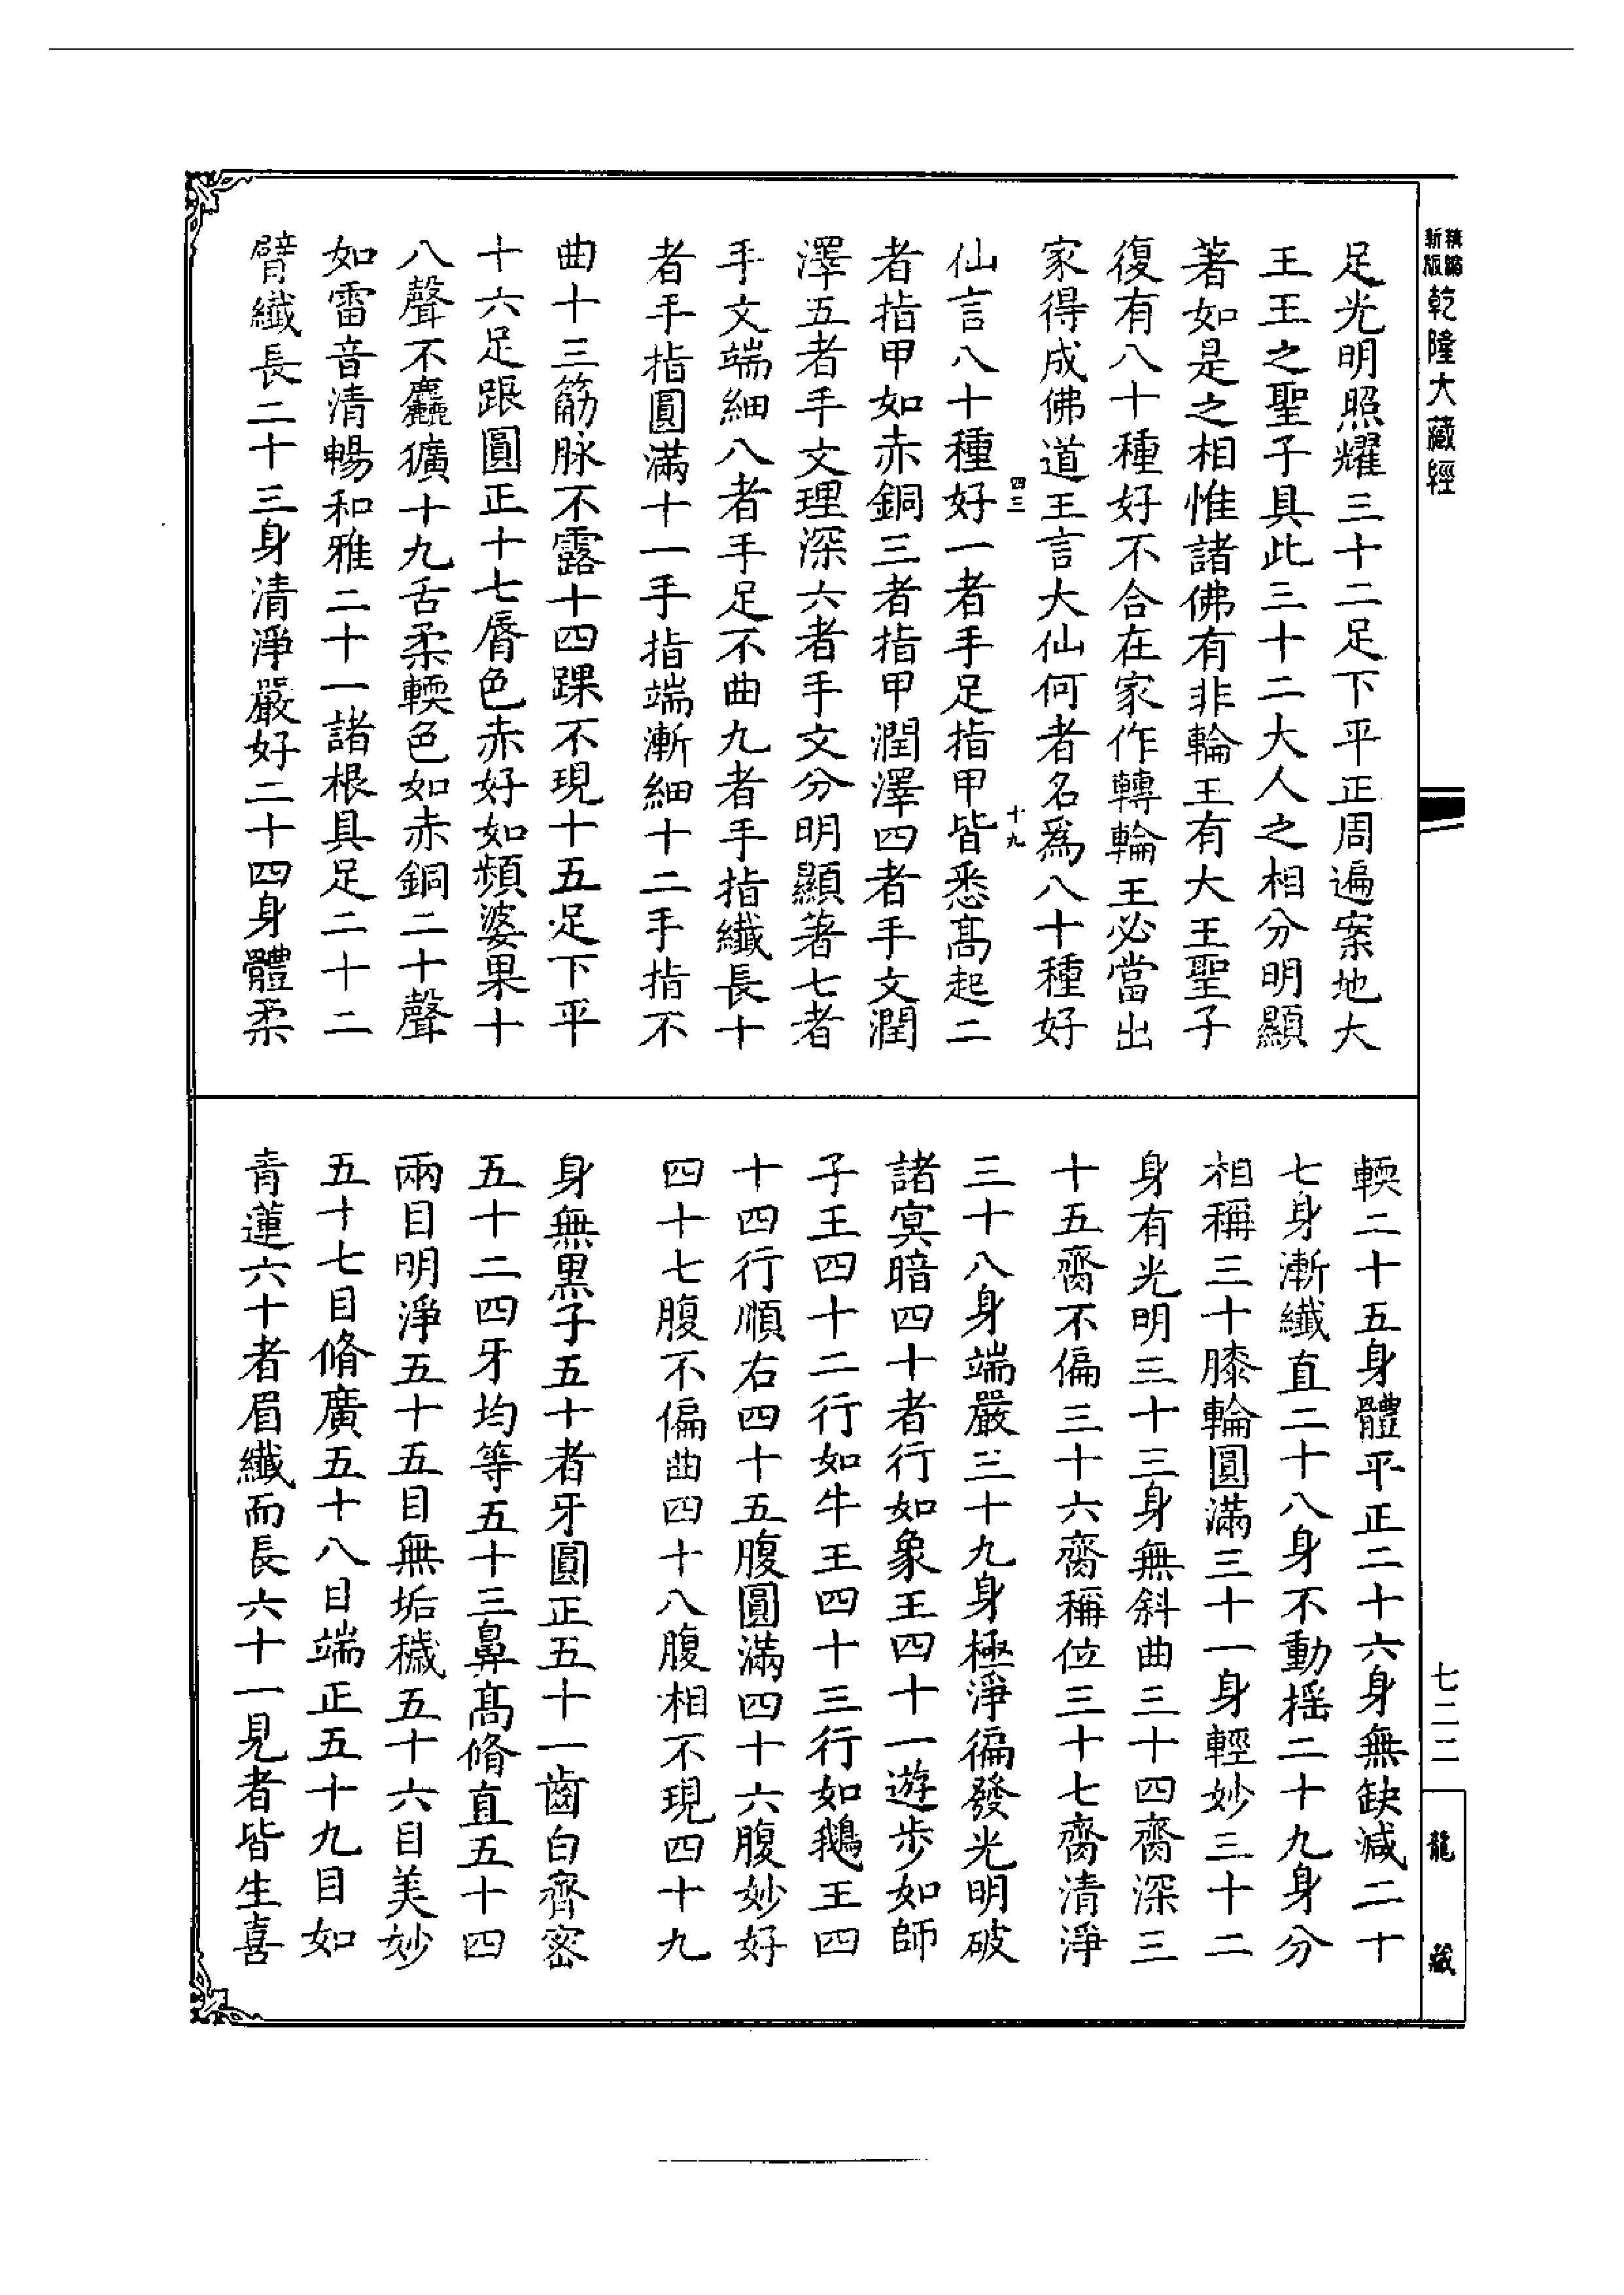 足光明照耀三十二足下平正周遍案地大
王王之聖子具此三十二大人之相分明顯
著如是之相惟諸佛有非輪王有大王聖子
復有八十種好不合在家作轉輪王必當出
家得成佛道王言大仙何者名爲八十種好
四三
十九
仙言八十種好一者手足指甲皆悉髙起二
者指甲如赤銅三者指甲潤澤四者手文潤
澤五者手文理深六者手文分明顯著七者
手文端細八者手足不曲九者手指纖長十
者手指圓滿十一手指端漸細十二手指不
曲十三筋脉不露十四踝不現十五足下平
十六足跟圓正十七脣色赤好如頻婆果十
八聲不麤獷十九舌柔輭色如赤銅二十聲
如雷音清暢和雅二十一諸根具足二十二
臂纖長二十三身清淨嚴好二十四身體柔
輭二十五身體平正二十六身無缺減二十
七身漸纖直二十八身不動揺二十九身分
相稱三十膝輪圓滿三十一身輕妙三十二
身有光明三十三身無斜曲三十四齎深三
十五齎不偏三十六齎稱位三十七齎清淨
三十八身端嚴三十九身極淨徧發光明破
諸冥暗四十者行如象王四十一遊歩如師
子王四十二行如牛王四十三行如鵝王四
十四行順右四十五腹圓滿四十六腹妙好
四十七腹不偏曲四十八腹相不現四十九
身無黒子五十者牙圓正五十一齒白齊密
五十二四牙均等五十三鼻髙脩直五十四
兩目明淨五十五目無垢穢五十六目美妙
五十七目脩廣五十八目端正五十九目如
青蓮六十者眉纖而長六十一見者皆生喜
新版
精縮
乾隆大藏經
七二二
龍藏